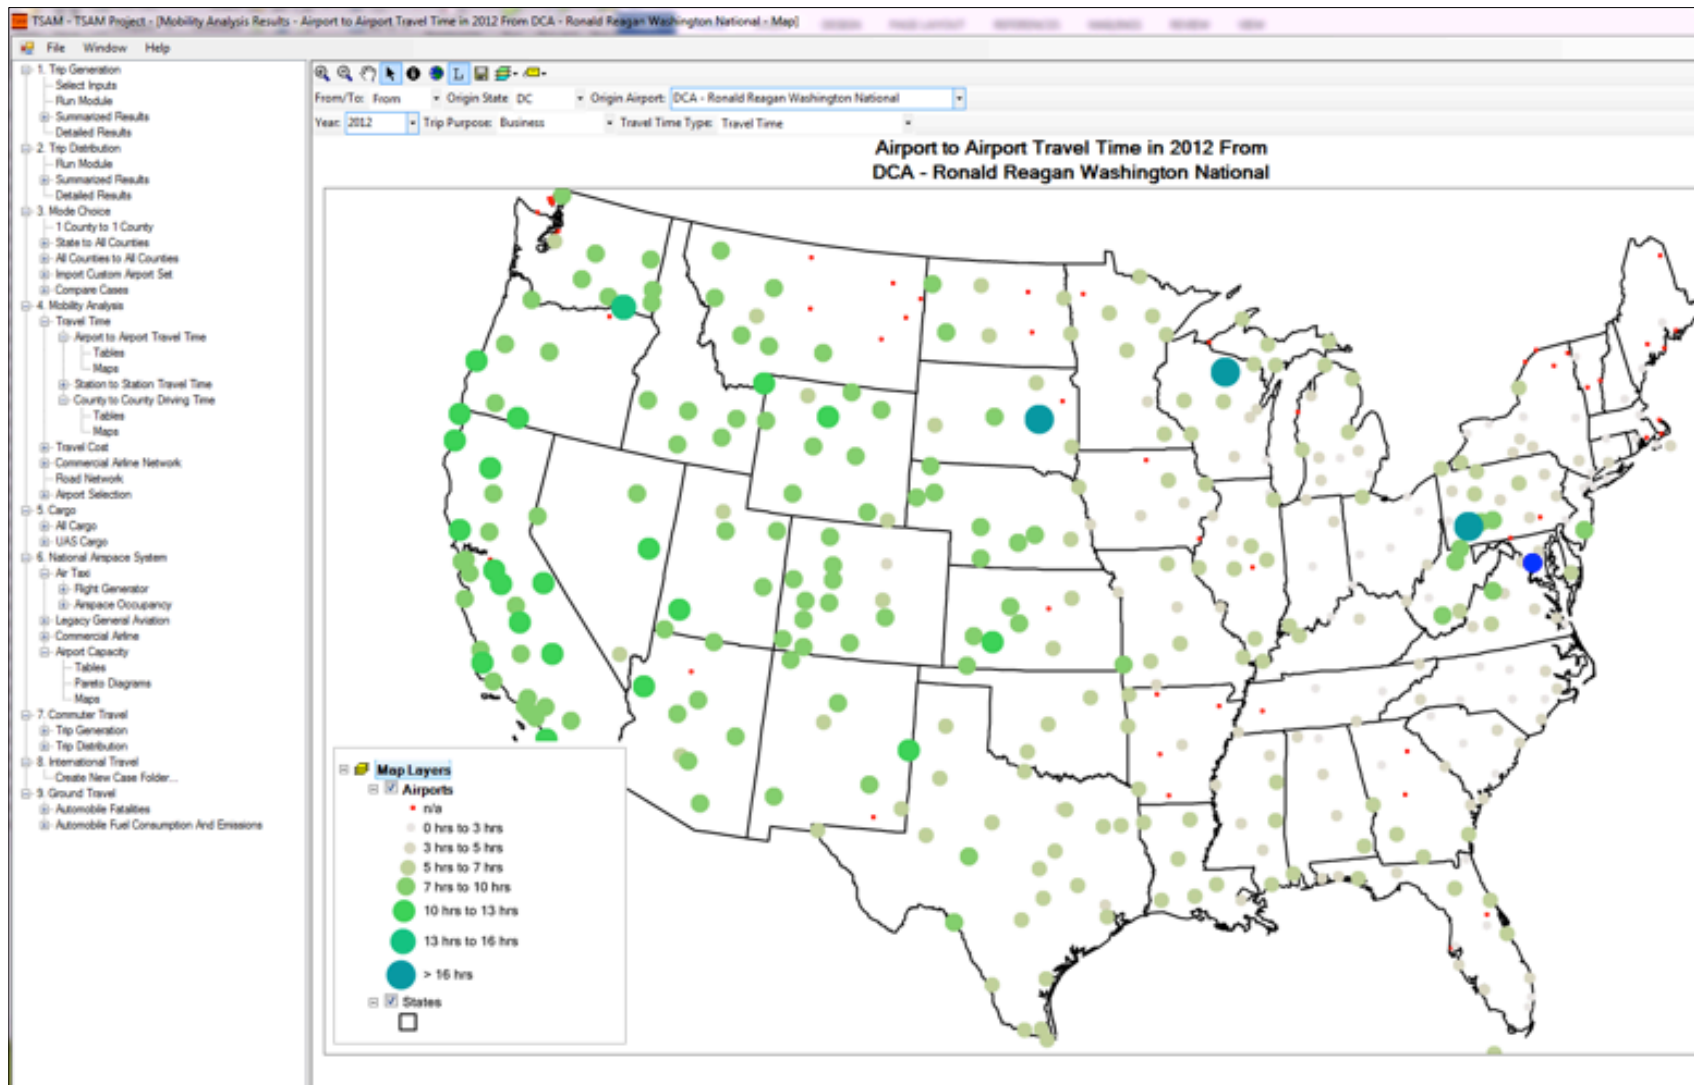 TSAM - TSAM Project - [Mobility Analysis Results - Airport to Airport Travel Time in 2012 From DCA - Ronald Reagan Washington National - Map]
File Window Help
1. Trip Generation
Select Inputs
Run Module
Summarized Results
Detailed Results
2. Trip Distribution
Run Module
Summarized Results
Detailed Results
3. Mode Choice
1 County to 1 County
State to All Counties
All Counties to All Counties
Import Custom Airport Set
Compare Cases
4. Mobility Analysis
Travel Time
Airport to Airport Travel Time
Tables
Maps
Station to Station Travel Time
County to County Driving Time
Tables
Maps
Travel Cost
Commercial Airline Network
Road Network
Airport Selection
5. Cargo
All Cargo
UAS Cargo
6. National Airspace System
Air Taxi
Flight Generator
Airspace Occupancy
Legacy General Aviation
Commercial Airline
Airport Capacity
Tables
Pareto Diagrams
Maps
7. Commuter Travel
Trip Generation
Trip Distribution
8. International Travel
Create New Case Folder...
9. Ground Travel
Automobile Fatalities
Automobile Fuel Consumption And Emissions
From/To: From Origin State DC Origin Airport: DCA - Ronald Reagan Washington National
Year: 2012 Trip Purpose: Business Travel Time Type: Travel Time
Airport to Airport Travel Time in 2012 From
DCA - Ronald Reagan Washington National
Map Layers
Airports
n/a
0 hrs to 3 hrs
3 hrs to 5 hrs
5 hrs to 7 hrs
7 hrs to 10 hrs
10 hrs to 13 hrs
13 hrs to 16 hrs
> 16 hrs
States